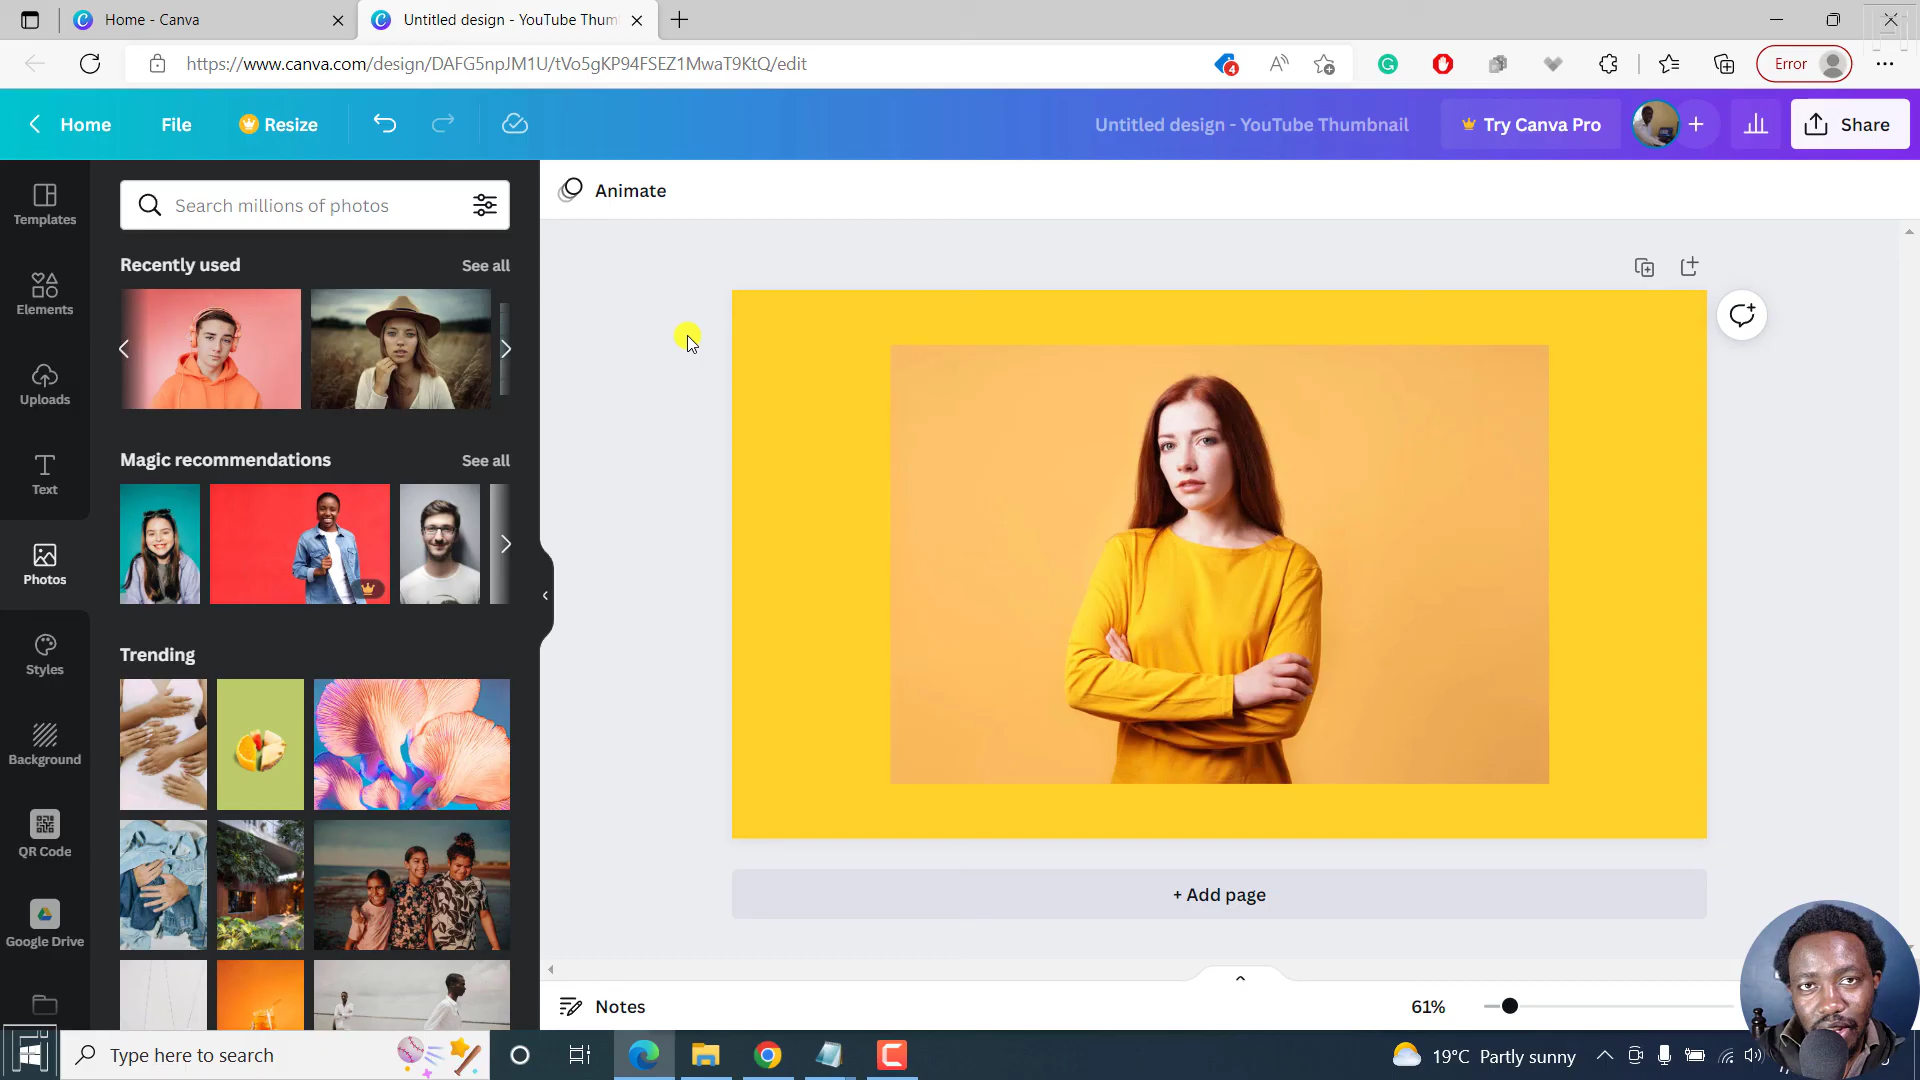 Home - Canva
Untitled design - YouTube Thum
https://www.canva.com/design/DAFG5npJM1U/tVo5gKP94FSEZ1MwaT9KtQ/edit
4
Error
Home
File
Resize
Untitled design - YouTube Thumbnail
Try Canva Pro
Share
Templates
Elements
Uploads
Text
Photos
Styles
Background
QR Code
Google Drive
Search millions of photos
Recently used
See all
Magic recommendations
See all
Trending
Animate
+ Add page
Notes
61%
Type here to search
19°C Partly sunny